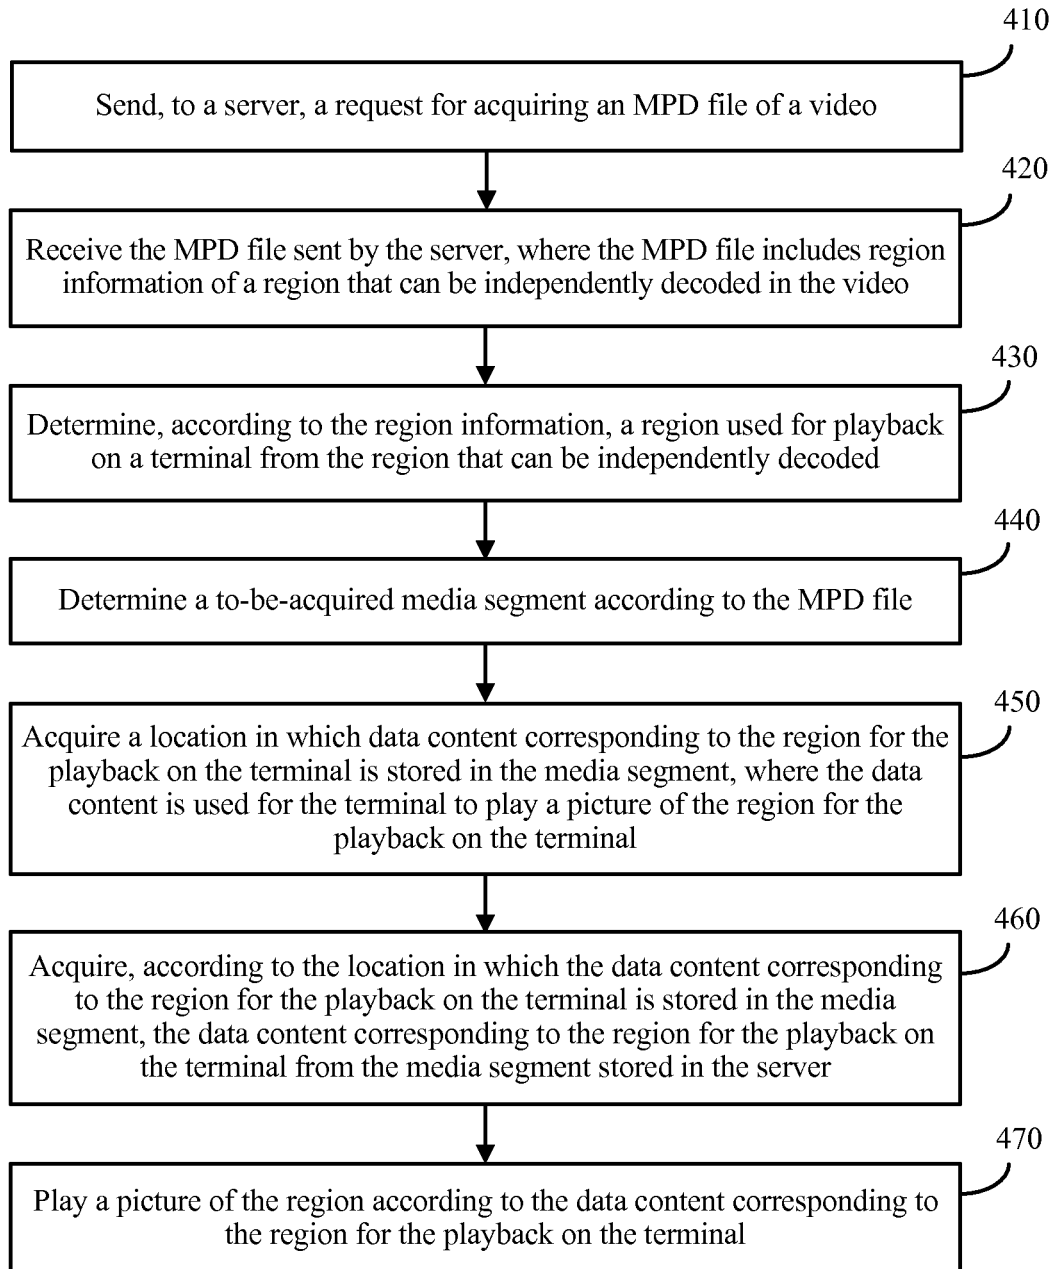 410
Send, to a server, a request for acquiring an MPD file of a video
420
Receive the MPD file sent by the server, where the MPD file includes region
information of a region that can be independently decoded in the video
430
Determine, according to the region information, a region used for playback
on a terminal from the region that can be independently decoded
440
Determine a to-be-acquired media segment according to the MPD file
450
Acquire a location in which data content corresponding to the region for the
playback on the terminal is stored in the media segment, where the data
content is used for the terminal to play a picture of the region for the
playback on the terminal
460
Acquire, according to the location in which the data content corresponding
to the region for the playback on the terminal is stored in the media
segment, the data content corresponding to the region for the playback on
the terminal from the media segment stored in the server
470
Play a picture of the region according to the data content corresponding to
the region for the playback on the terminal